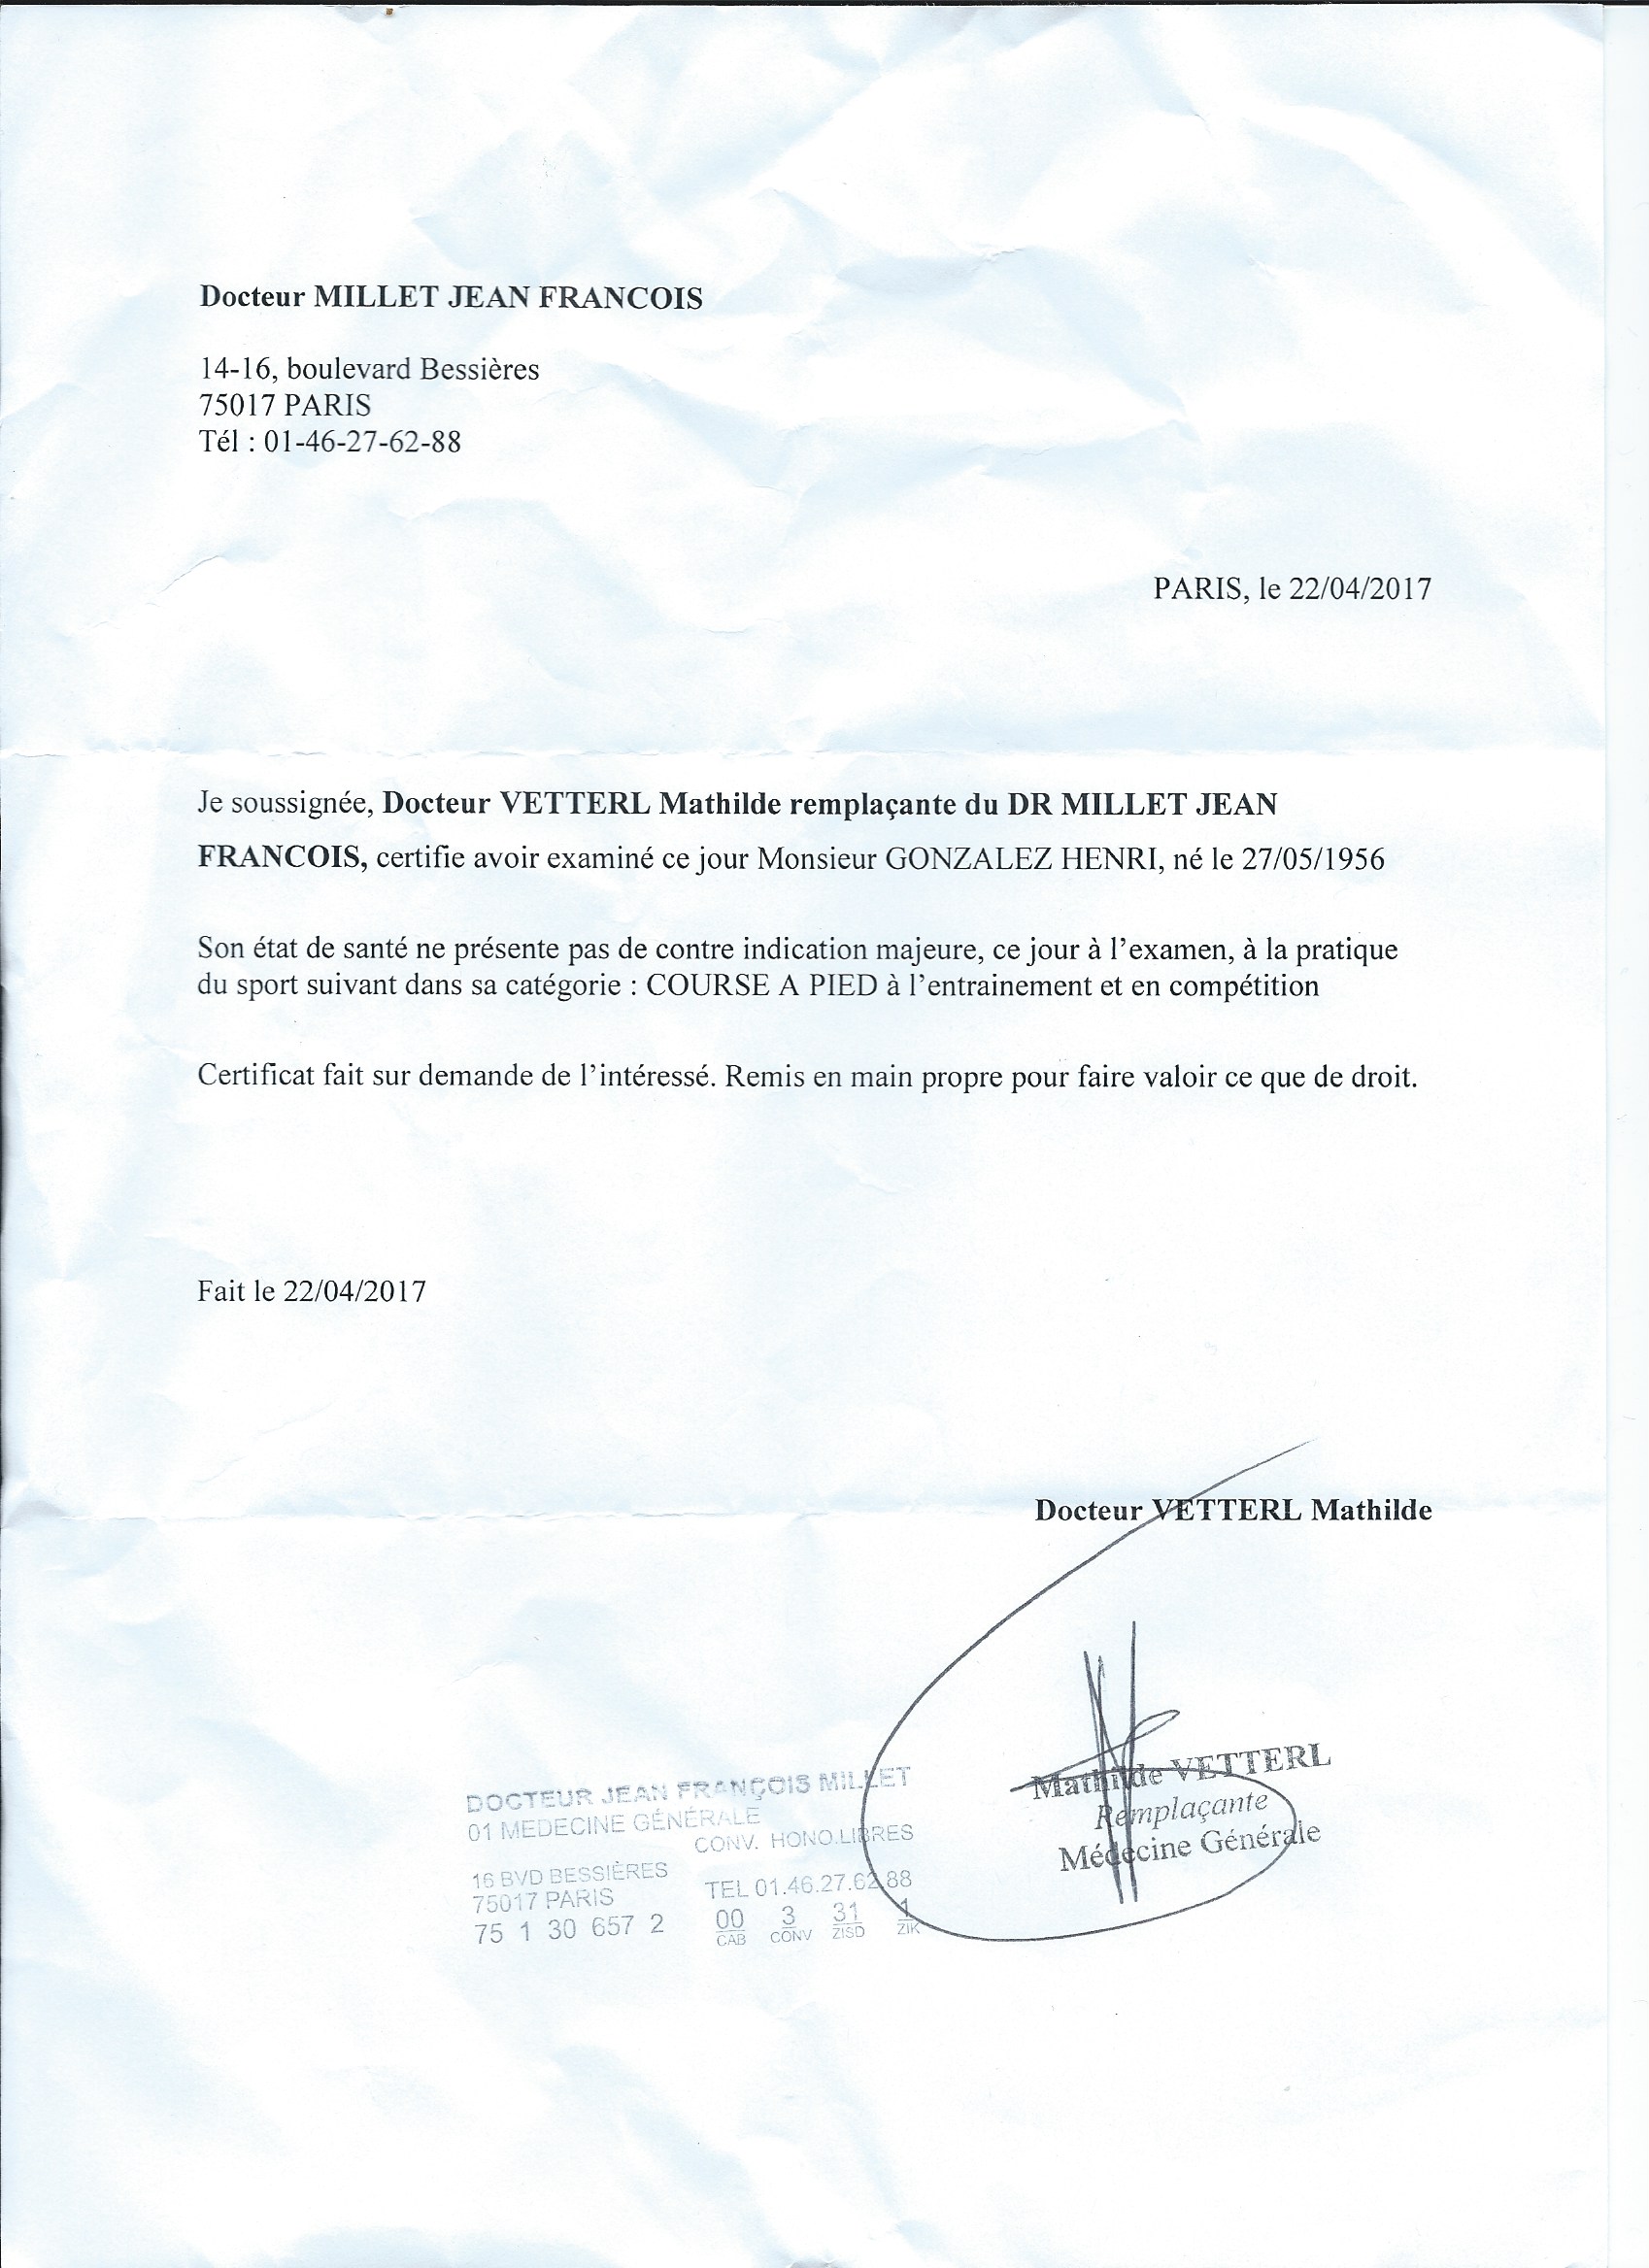 Docteur MILLET JEAN FRANCOIS
14-16, boulevard Bessières
75017 PARIS
Tél : 01-46-27-62-88
PARIS, le 22/04/2017
Je soussignée, Docteur VETTERL Mathilde remplaçante du DR MILLET JEAN
FRANCOIS, certifie avoir examiné ce jour Monsieur GONZALEZ HENRI, né le 27/05/1956
Son état de santé ne présente pas de contre indication majeure, ce jour à l’examen, à la pratique
du sport suivant dans sa catégorie : COURSE A PIED à l’entrainement et en compétition
Certificat fait sur demande de l’intéressé. Remis en main propre pour faire valoir ce que de droit.
Fait le 22/04/2017
Docteur VETTERL Mathilde
Mathilde VETTERL
Remplaçante
Médecine Générale
DOCTEUR JEAN FRANÇOIS MILLET
01 MEDECINE GÉNÉRALE
CONV. HONO.LIBRES
16 BVD BESSIÈRES
75017 PARIS TEL 01.46.27.62.88
75 1 30 657 2 00 3 31 1
CAB CONV ZISD ZIK